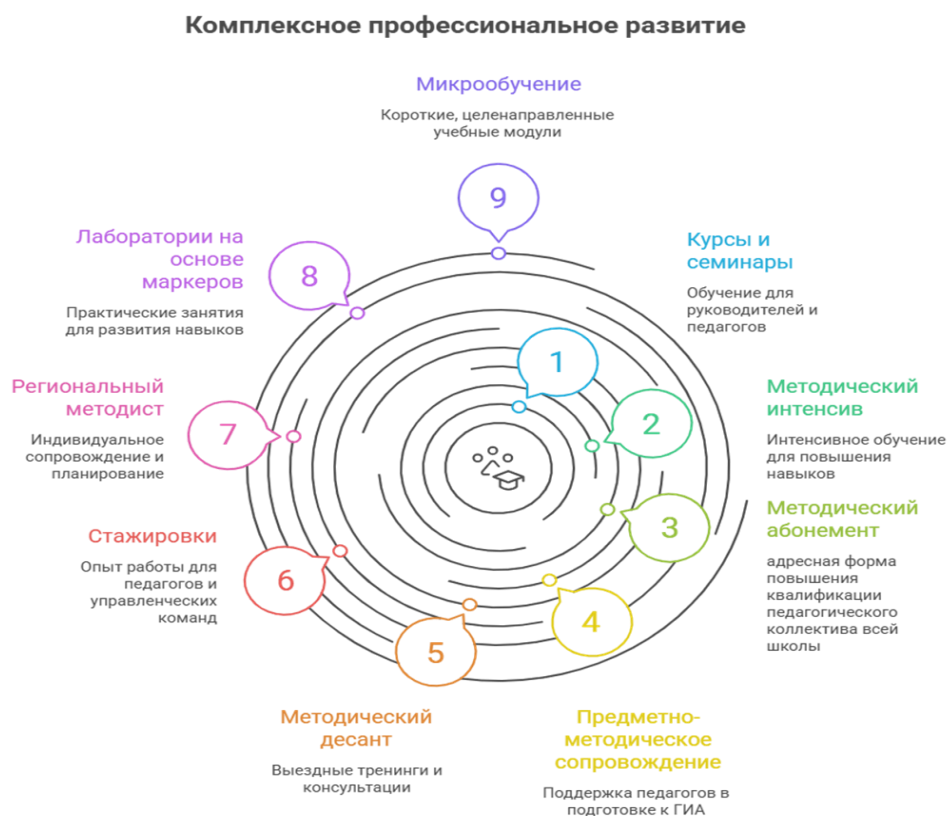 Комплексное профессиональное развитие
Микрообучение
Короткие, целенаправленные
учебные модули
9
Лаборатории на
основе
маркеров
Практические занятия
для развития навыков
8
Курсы и
семинары
Обучение для
руководителей и
педагогов
1
Региональный
методист
Индивидуальное
сопровождение и
планирование
7
Методический
интенсив
Интенсивное обучение
для повышения
навыков
2
Методический
абонемент
адресная форма
повышения
квалификации
педагогического
коллектива всей
школы
3
Стажировки
Опыт работы для
педагогов и
управленческих
команд
6
4
5
Методический
десант
Выездные тренинги и
консультации
Предметно-
методическое
сопровождение
Поддержка педагогов в
подготовке к ГИА